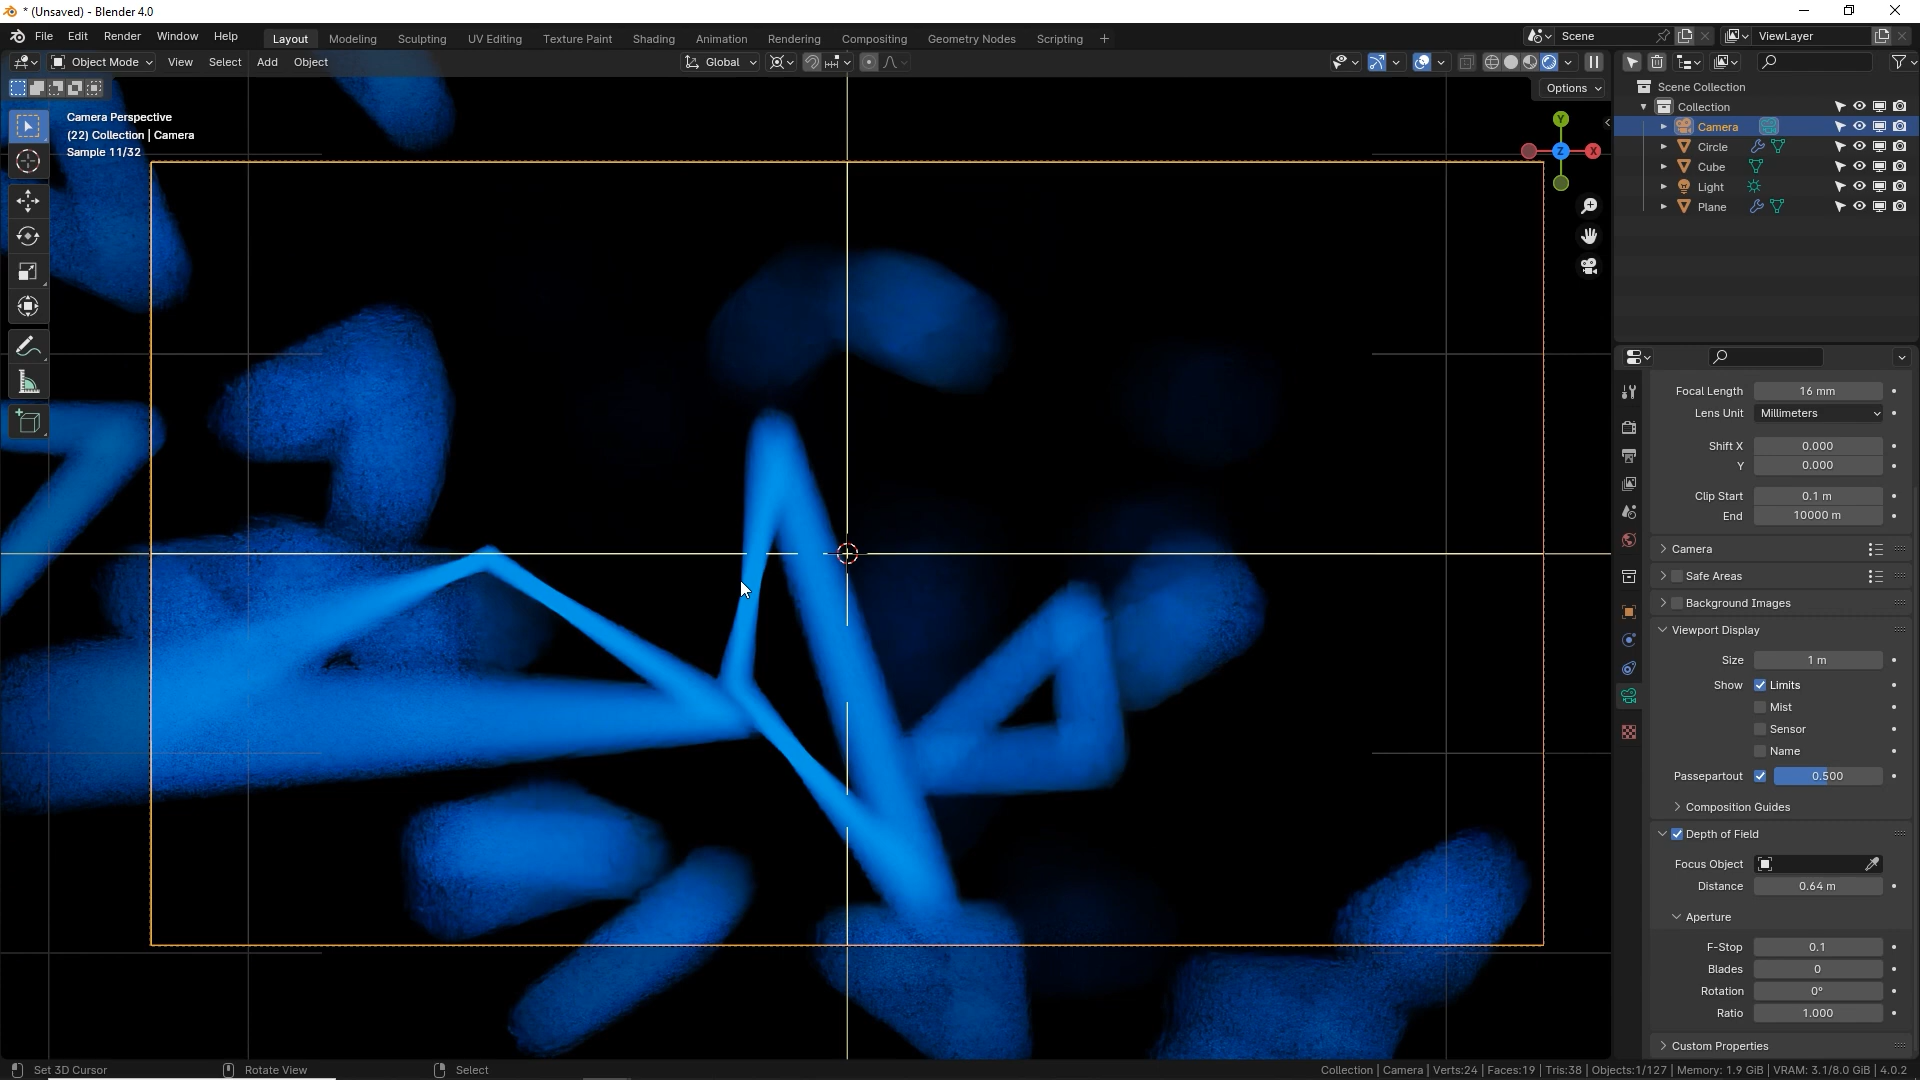 * (Unsaved) - Blender 4.0
File Edit Render Window Help
Layout Modeling Sculpting UV Editing Texture Paint Shading Animation Rendering Compositing Geometry Nodes Scripting +
Scene
ViewLayer
Object Mode View Select Add Object
Global
Options
Camera Perspective
(22) Collection | Camera
Sample 11/32
Y
Z
X
Scene Collection
Collection
Camera
Circle
Cube
Light
Plane
Focal Length 16 mm
Lens Unit Millimeters
Shift X 0.000
Y 0.000
Clip Start 0.1 m
End 10000 m
Camera
Safe Areas
Background Images
Viewport Display
Size 1 m
Show Limits
Mist
Sensor
Name
Passepartout 0.500
Composition Guides
Depth of Field
Focus Object
Distance 0.64 m
Aperture
F-Stop 0.1
Blades 0
Rotation 0°
Ratio 1.000
Custom Properties
Set 3D Cursor Rotate View Select
Collection | Camera | Verts:24 | Faces:19 | Tris:38 | Objects:1/127 | Memory: 1.9 GiB | VRAM: 3.1/8.0 GiB | 4.0.2